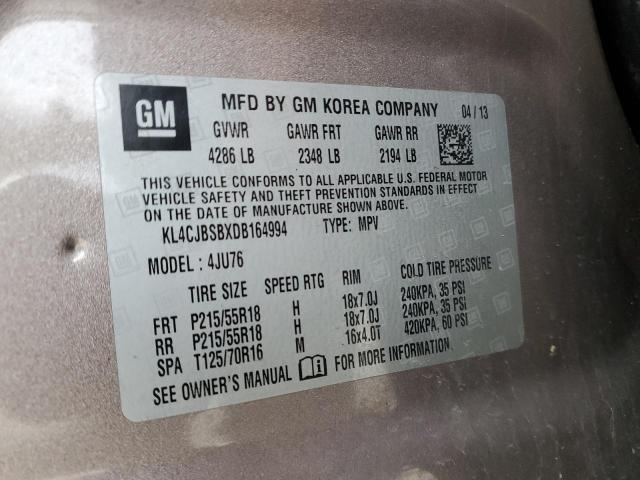 GM MFD BY GM KOREA COMPANY 04 / 13
GVWR GAWR FRT GAWR RR
4286 LB 2348 LB 2194 LB
THIS VEHICLE CONFORMS TO ALL APPLICABLE U.S. FEDERAL MOTOR
VEHICLE SAFETY AND THEFT PREVENTION STANDARDS IN EFFECT
ON THE DATE OF MANUFACTURE SHOWN ABOVE.
KL4CJBSBXDB164994 TYPE: MPV
MODEL : 4JU76
TIRE SIZE SPEED RTG RIM COLD TIRE PRESSURE
FRT P215/55R18 H 18x7.0J 240KPA, 35 PSI
RR P215/55R18 H 18x7.0J 240KPA, 35 PSI
SPA T125/70R16 M 16x4.0T 420KPA, 60 PSI
SEE OWNER'S MANUAL FOR MORE INFORMATION